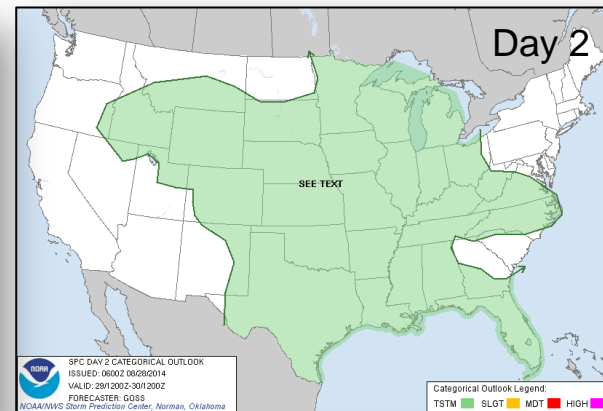 Day 2
SEE TEXT
NOAA
SPC DAY 2 CATEGORICAL OUTLOOK
ISSUED: 0600Z 08/28/2014
VALID: 29/1200Z-30/1200Z
FORECASTER: GOSS
NOAA/NWS Storm Prediction Center, Norman, Oklahoma
Categorical Outlook Legend:
TSTM SLGT MDT HIGH